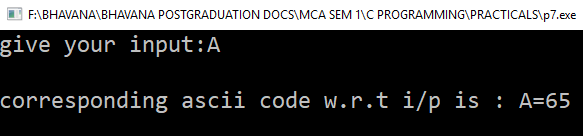 F:\BHAVANA\BHAVANA POSTGRADUATION DOCS\MCA SEM 1\C PROGRAMMING\PRACTICALS\p7.exe
give your input:A
corresponding ascii code w.r.t i/p is : A=65